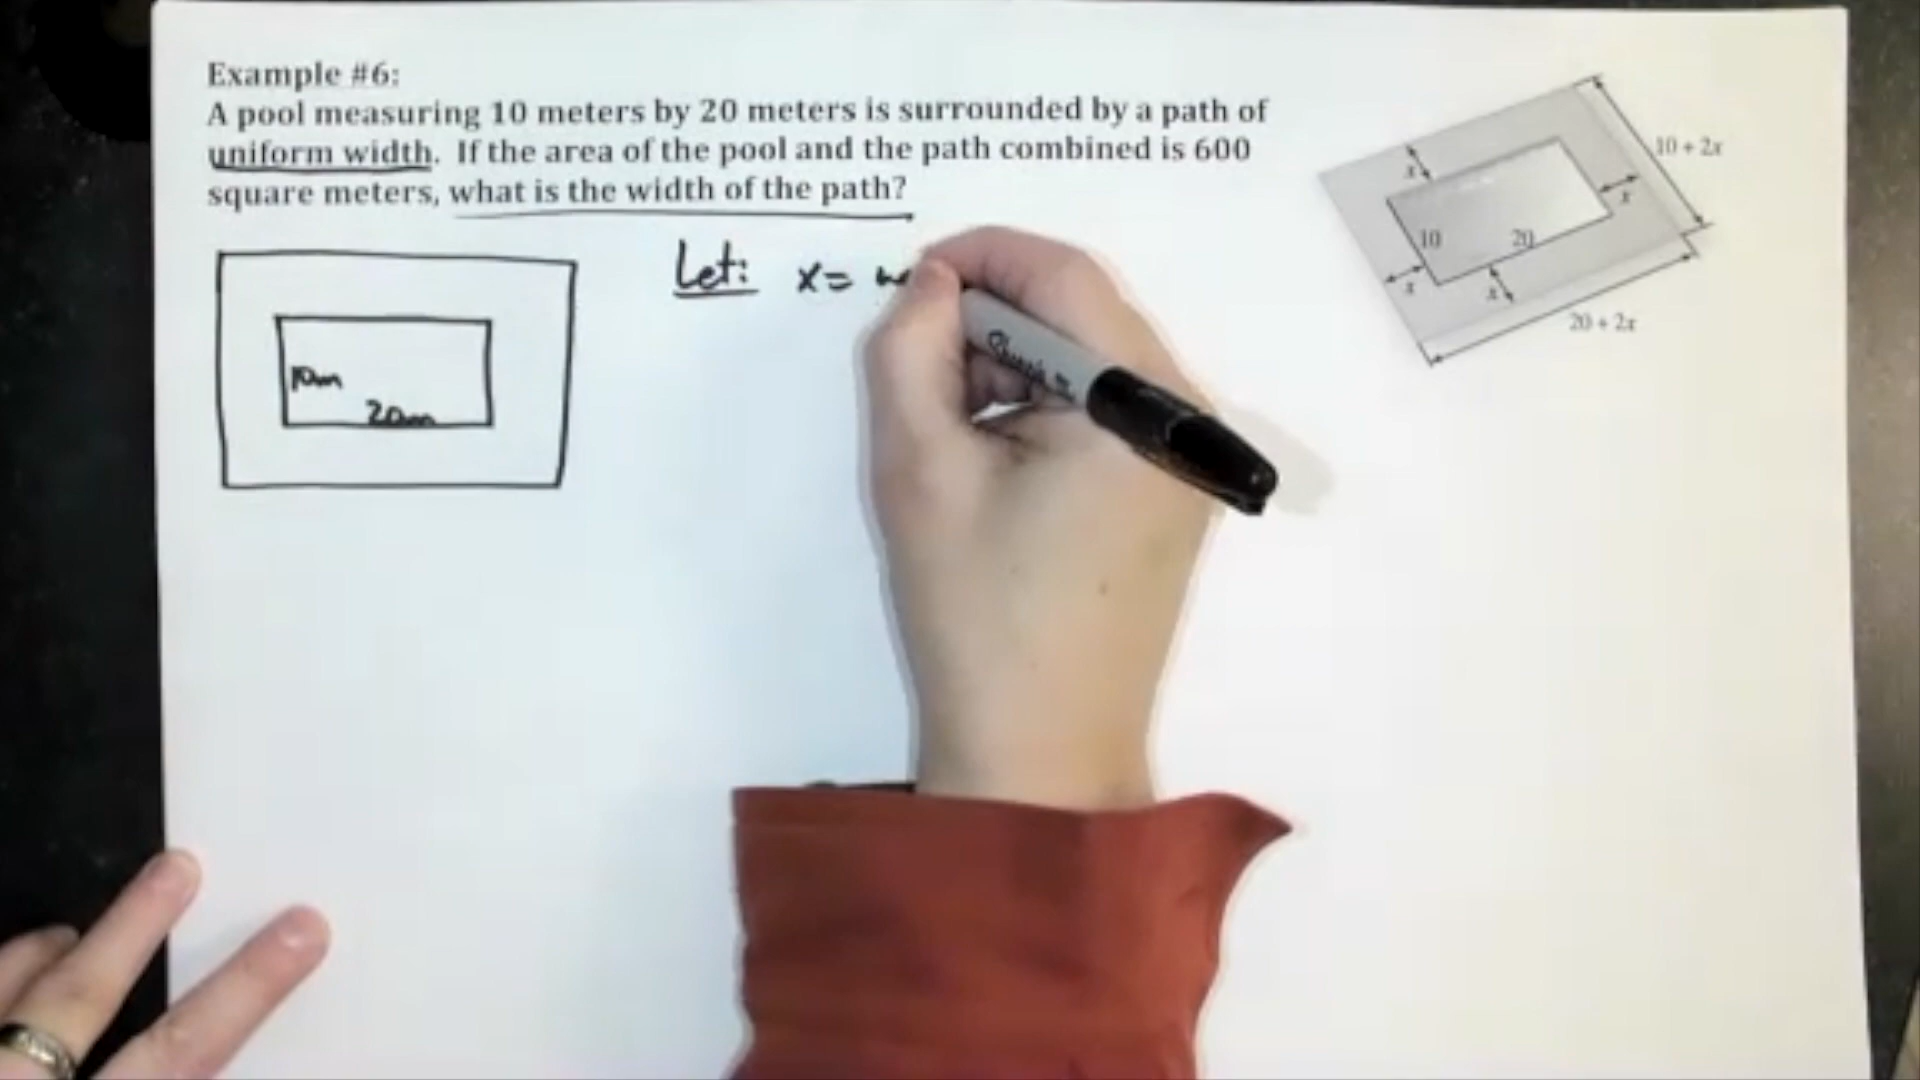 Example #6:
A pool measuring 10 meters by 20 meters is surrounded by a path of
uniform width. If the area of the pool and the path combined is 600
square meters, what is the width of the path?
Let: x =
10m
20m
10 + 2x
x
x
10
20
x
x
20 + 2x
Sharpie